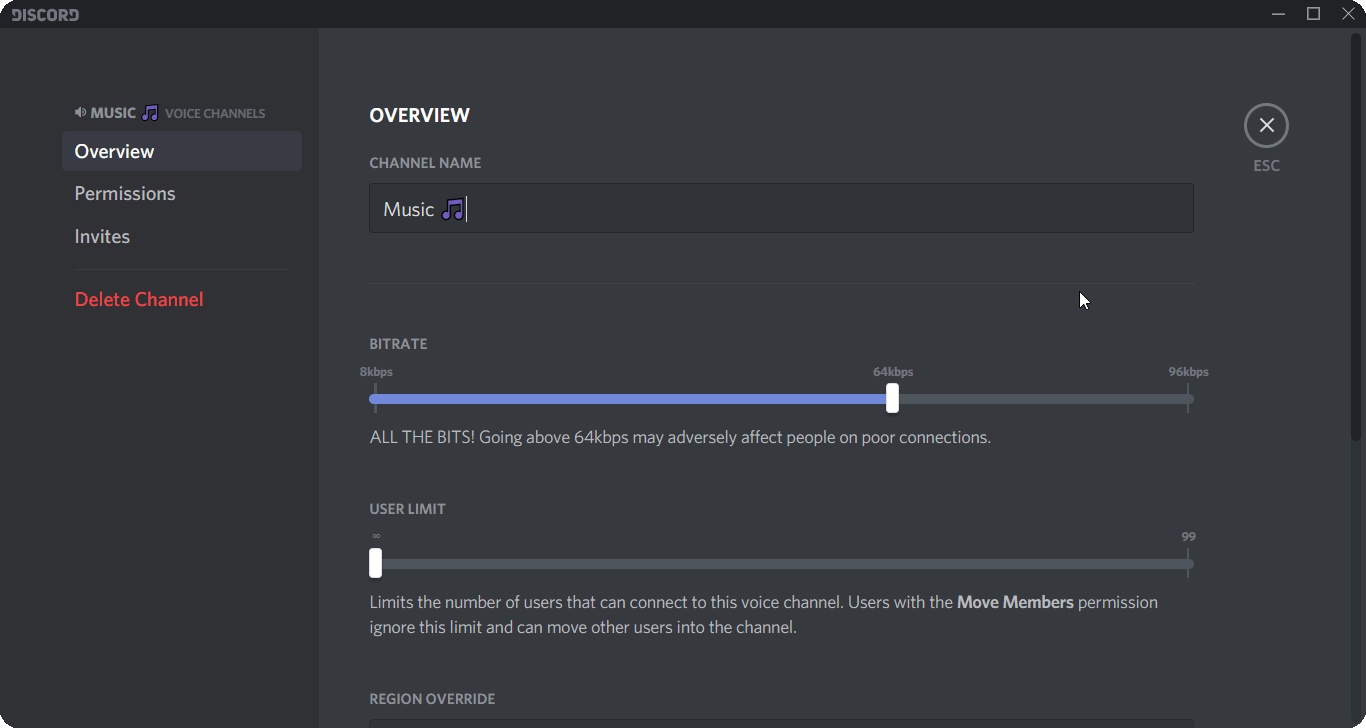 DISCORD
MUSIC 🎵 VOICE CHANNELS
Overview
Permissions
Invites
Delete Channel
OVERVIEW
CHANNEL NAME
Music 🎵
ESC
BITRATE
8kbps 64kbps 96kbps
ALL THE BITS! Going above 64kbps may adversely affect people on poor connections.
USER LIMIT
∞ 99
Limits the number of users that can connect to this voice channel. Users with the Move Members permission
ignore this limit and can move other users into the channel.
REGION OVERRIDE